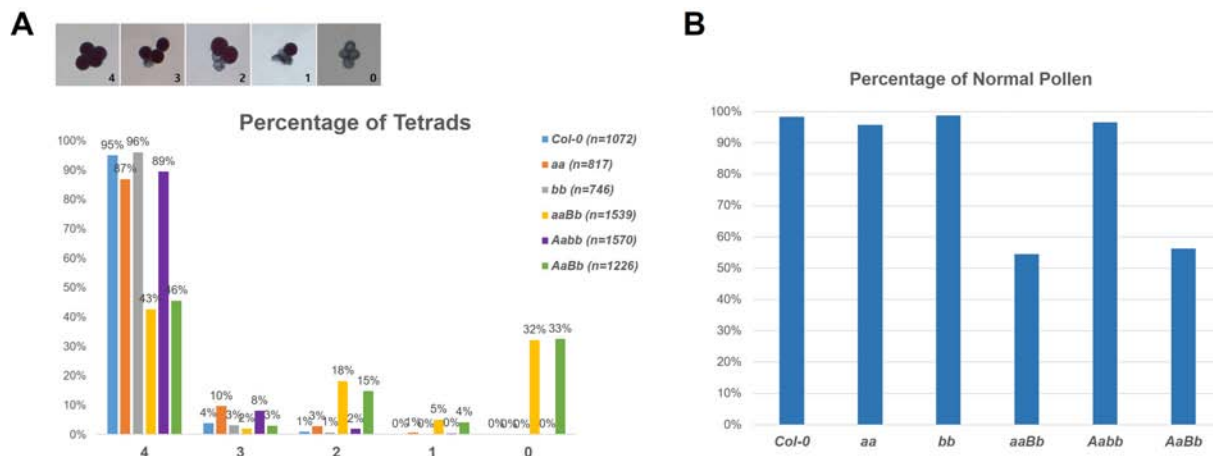 A
4 3 2 1 0
Percentage of Tetrads
100%
90%
80%
70%
60%
50%
40%
30%
20%
10%
0%
95% 87% 96% 43% 89% 46%
4% 10% 3% 2% 8% 3%
1% 3% 1% 18% 2% 15%
0% 1% 0% 5% 0% 4%
0% 0% 0% 32% 0% 33%
4 3 2 1 0
Col-0 (n=1072)
aa (n=817)
bb (n=746)
aaBb (n=1539)
Aabb (n=1570)
AaBb (n=1226)
B
Percentage of Normal Pollen
100%
90%
80%
70%
60%
50%
40%
30%
20%
10%
0%
Col-0 aa bb aaBb Aabb AaBb